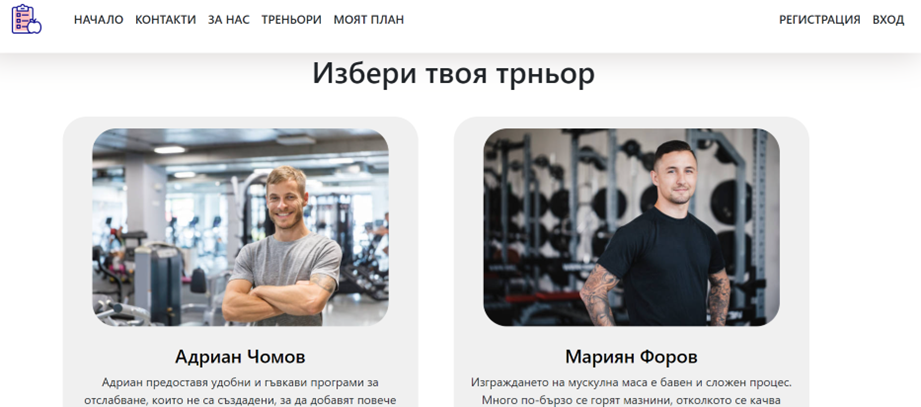 НАЧАЛО КОНТАКТИ ЗА НАС ТРЕНЬОРИ МОЯТ ПЛАН РЕГИСТРАЦИЯ ВХОД
Избери твоя трньор
Адриан Чомов
Адриан предоставя удобни и гъвкави програми за
отслабване, които не са създадени, за да добавят повече
Мариян Форов
Изграждането на мускулна маса е бавен и сложен процес.
Много по-бързо се горят мазнини, отколкото се качва